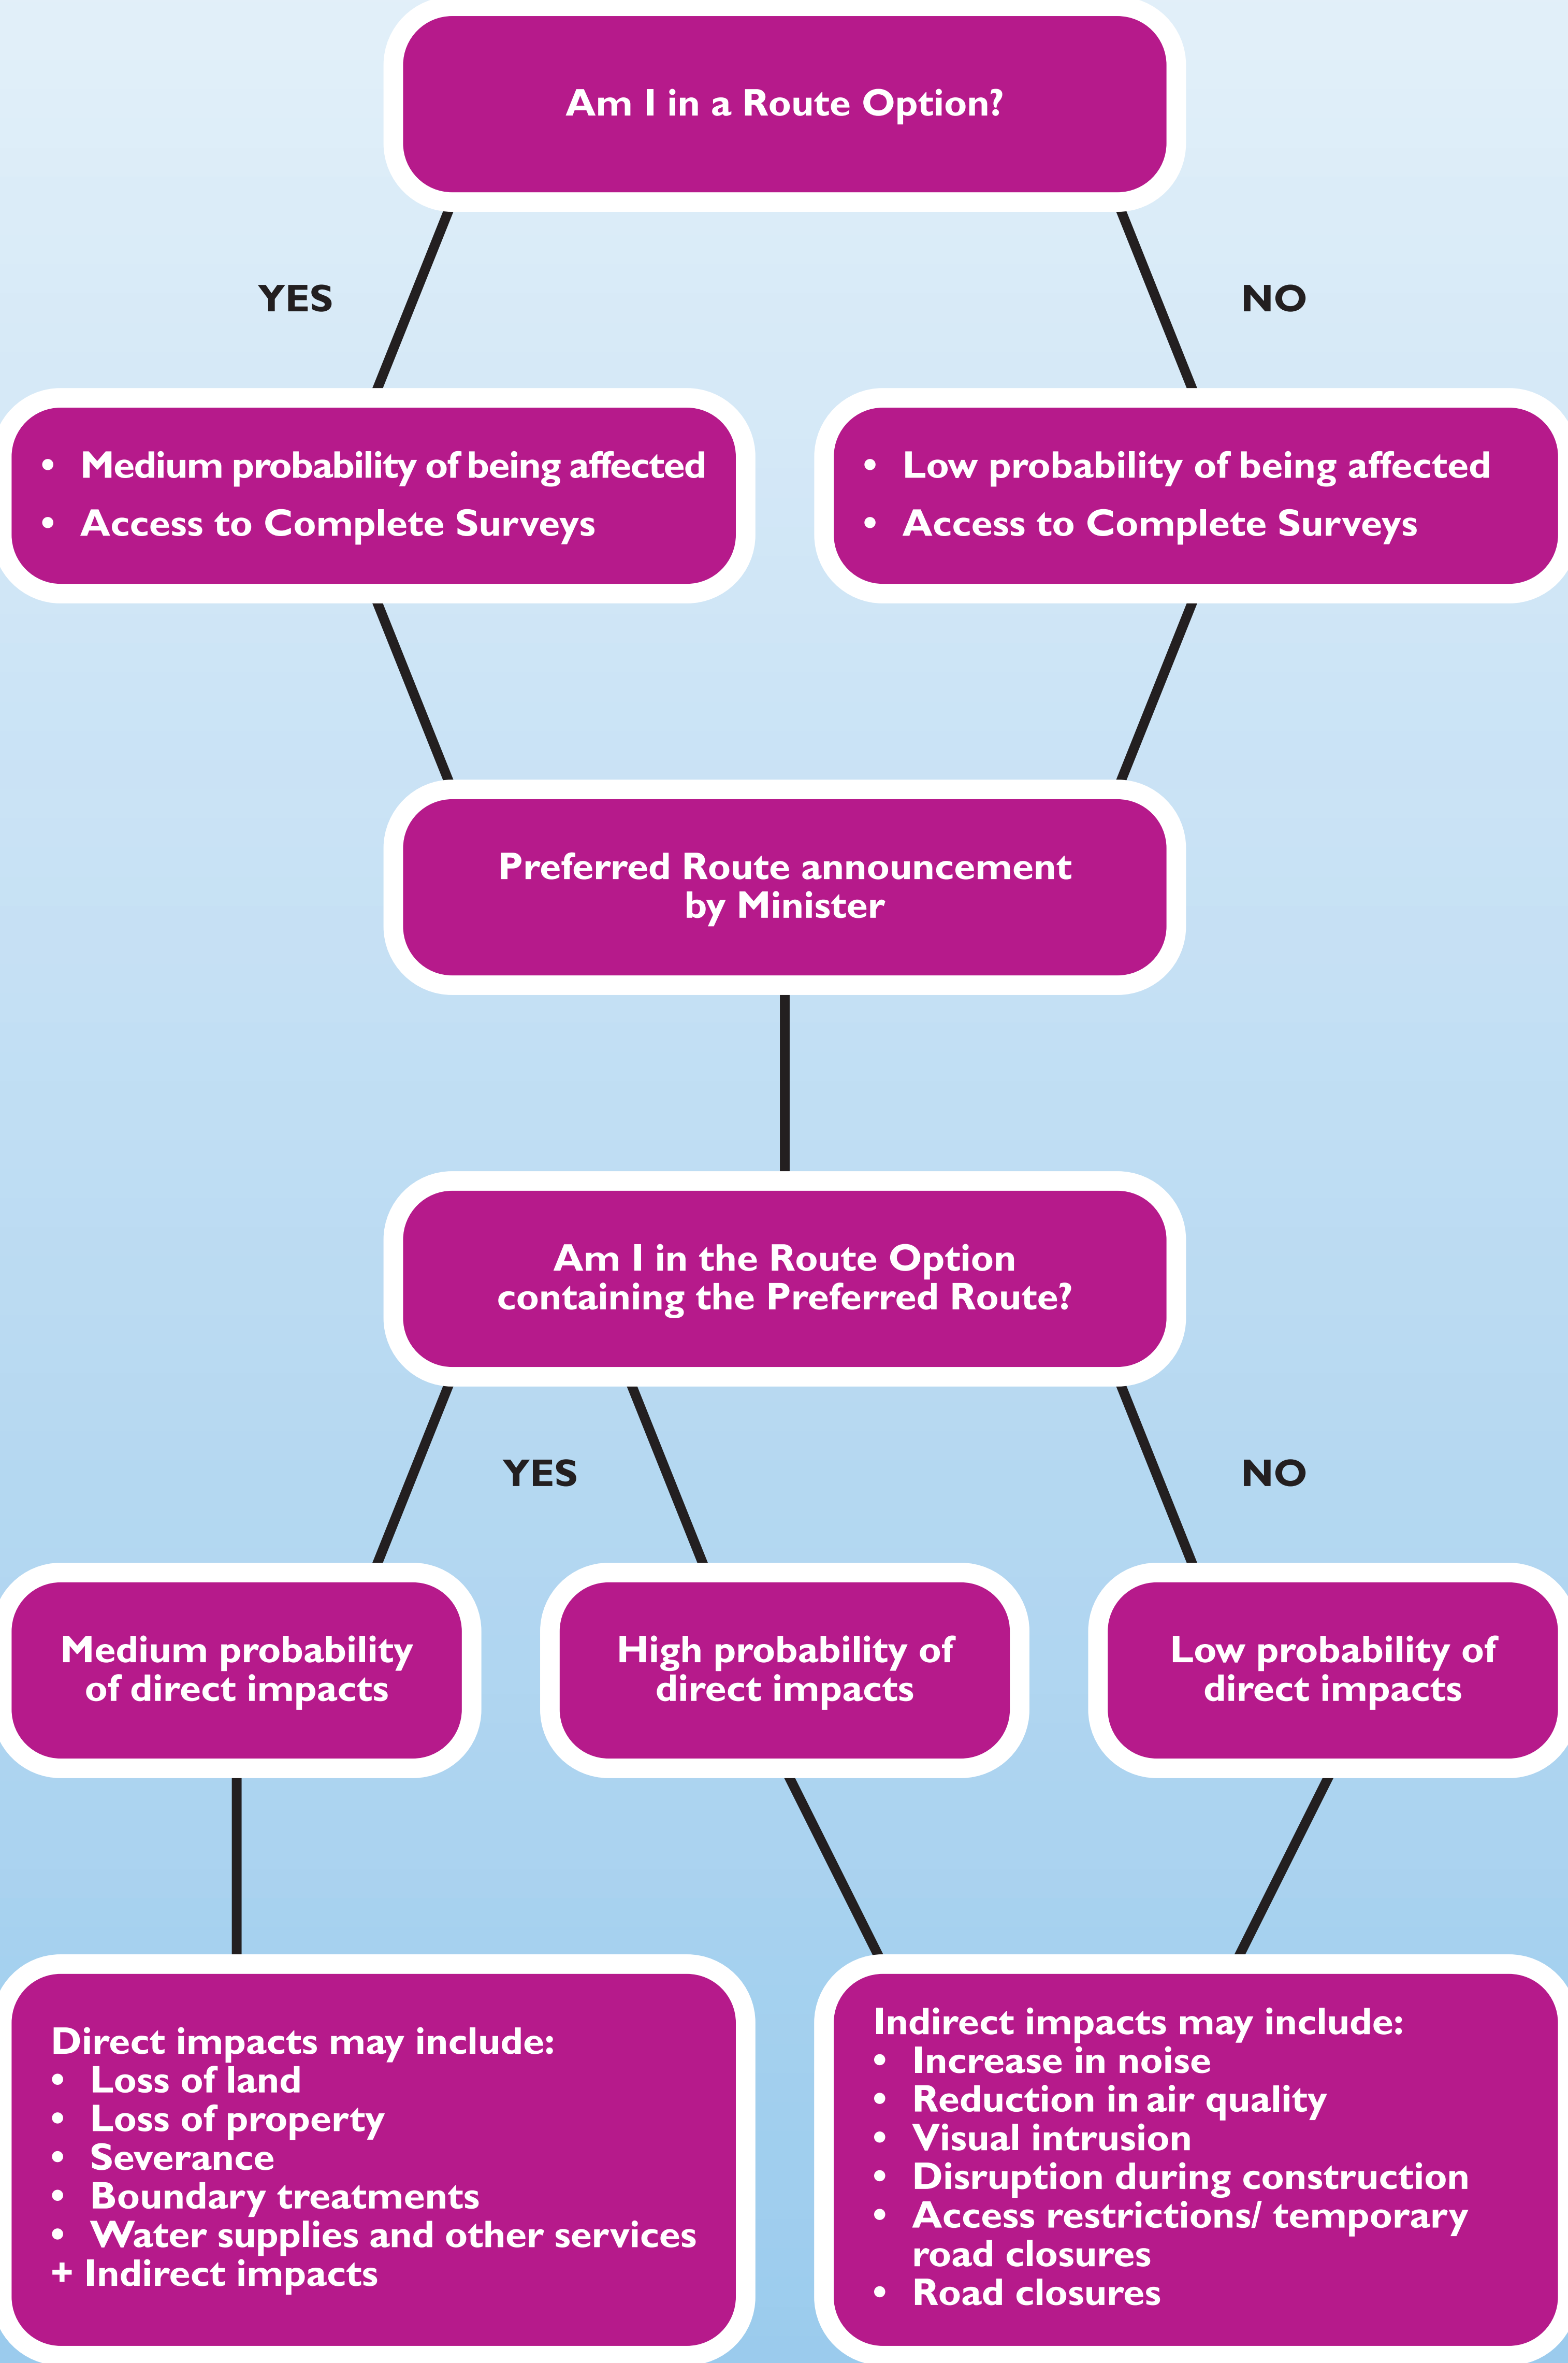 Am I in a Route Option?
YES
NO
• Medium probability of being affected
• Access to Complete Surveys
• Low probability of being affected
• Access to Complete Surveys
Preferred Route announcement
by Minister
Am I in the Route Option
containing the Preferred Route?
YES
NO
Medium probability
of direct impacts
High probability of
direct impacts
Low probability of
direct impacts
Direct impacts may include:
• Loss of land
• Loss of property
• Severance
• Boundary treatments
• Water supplies and other services
+ Indirect impacts
Indirect impacts may include:
• Increase in noise
• Reduction in air quality
• Visual intrusion
• Disruption during construction
• Access restrictions/ temporary
road closures
• Road closures